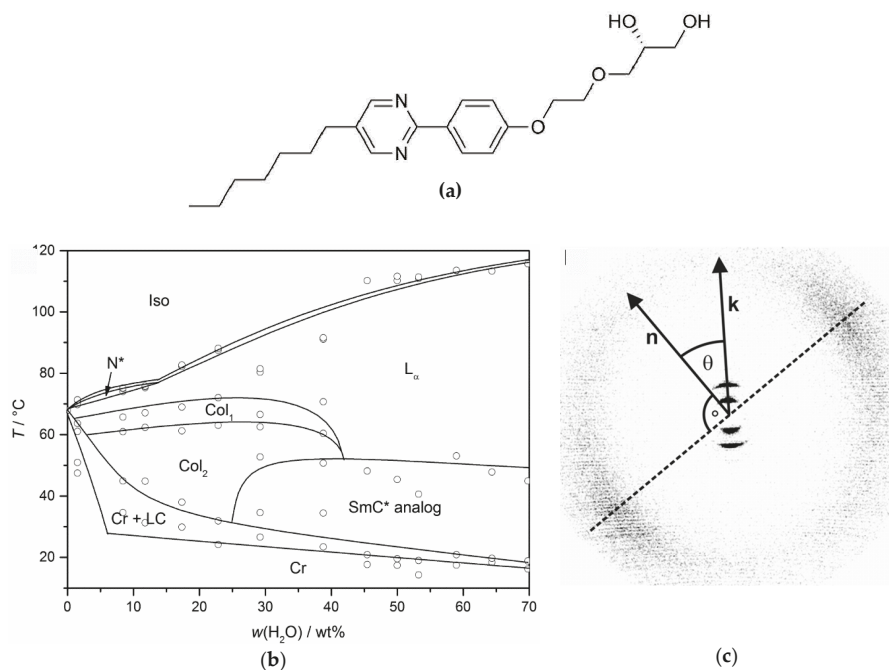 HO
OH
O
N
N
O
(a)
120
100
80
60
40
20
T / °C
Iso
N*
Lα
Col1
Col2
SmC* analog
Cr + LC
Cr
0
10
20
30
40
50
60
70
w(H2O) / wt%
(b)
n
k
θ
(c)